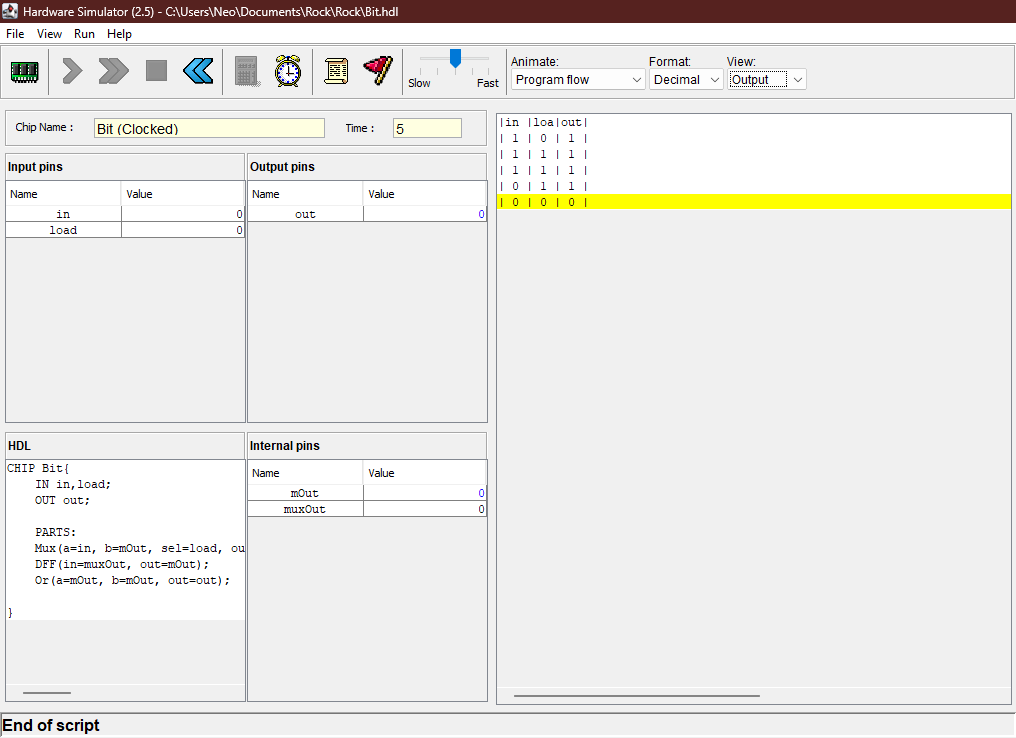 Hardware Simulator (2.5) - C:\Users\Neo\Documents\Rock\Rock\Bit.hdl
File View Run Help
Slow Fast
Animate: Format: View:
Program flow Decimal Output
Chip Name : Bit (Clocked) Time : 5
Input pins
Name Value
in 0
load 0
Output pins
Name Value
out 0
HDL
CHIP Bit{
    IN in,load;
    OUT out;
    PARTS:
    Mux(a=in, b=mOut, sel=load, ou
    DFF(in=muxOut, out=mOut);
    Or(a=mOut, b=mOut, out=out);
}
Internal pins
Name Value
mOut 0
muxOut 0
|in |loa|out|
| 1 | 0 | 1 |
| 1 | 1 | 1 |
| 1 | 1 | 1 |
| 0 | 1 | 1 |
| 0 | 0 | 0 |
End of script